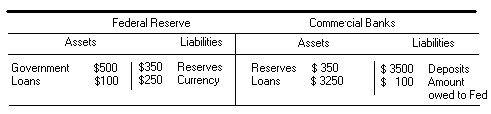 Federal Reserve Commercial Banks
Assets Liabilities Assets Liabilities
Government $500 $350 Reserves Reserves $ 350 $ 3500 Deposits
Loans $100 $250 Currency Loans $ 3250 $ 100 Amount
owed to Fed